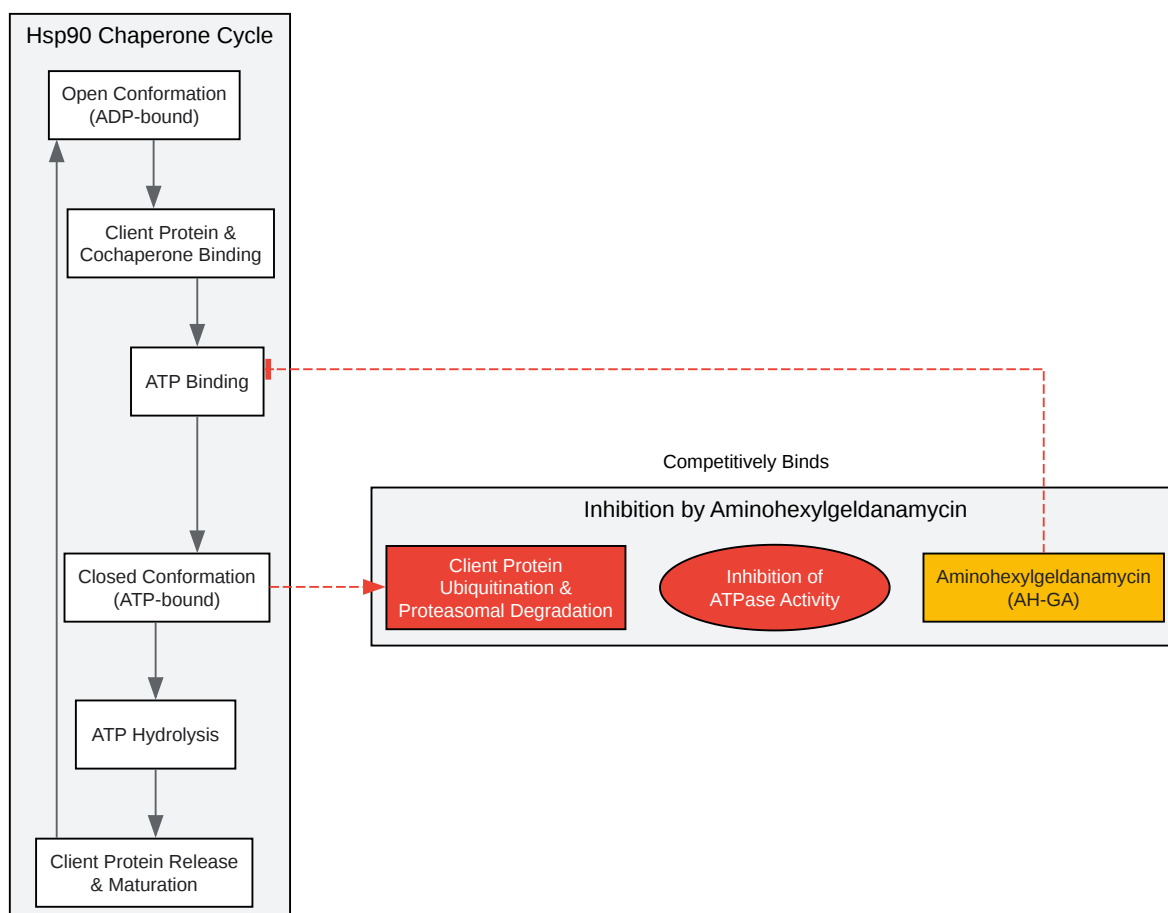 Hsp90 Chaperone Cycle
Open Conformation
(ADP-bound)
Client Protein &
Cochaperone Binding
ATP Binding
Closed Conformation
(ATP-bound)
ATP Hydrolysis
Client Protein Release
& Maturation
Competitively Binds
Inhibition by Aminohexylgeldanamycin
Client Protein
Ubiquitination &
Proteasomal Degradation
Inhibition of
ATPase Activity
Aminohexylgeldanamycin
(AH-GA)